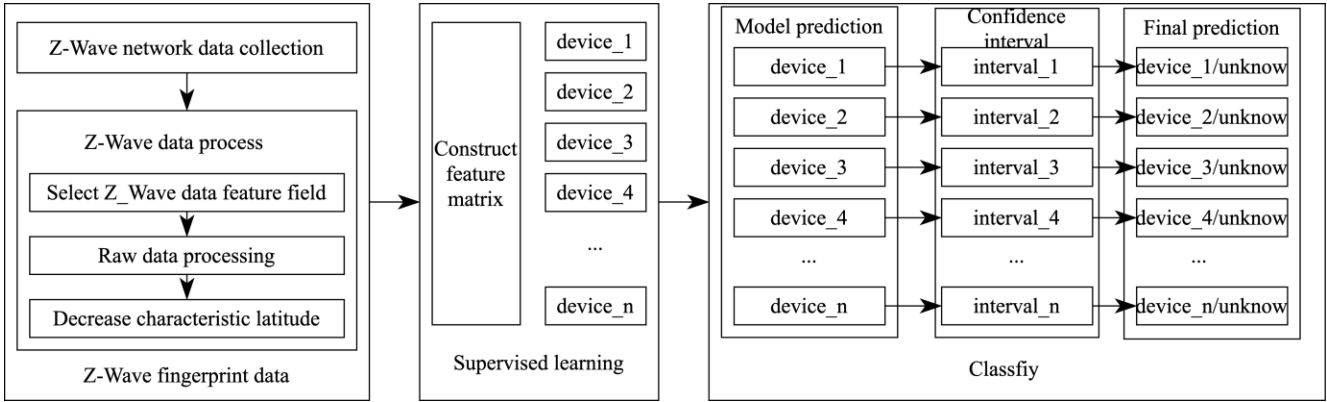 Z-Wave network data collection
Z-Wave data process
Select Z_Wave data feature field
Raw data processing
Decrease characteristic latitude
Z-Wave fingerprint data
Construct
feature
matrix
device_1
device_2
device_3
device_4
...
device_n
Supervised learning
Model prediction
device_1
device_2
device_3
device_4
...
device_n
Confidence
interval
interval_1
interval_2
interval_3
interval_4
...
interval_n
Final prediction
device_1/unknow
device_2/unknow
device_3/unknow
device_4/unknow
...
device_n/unknow
Classfiy